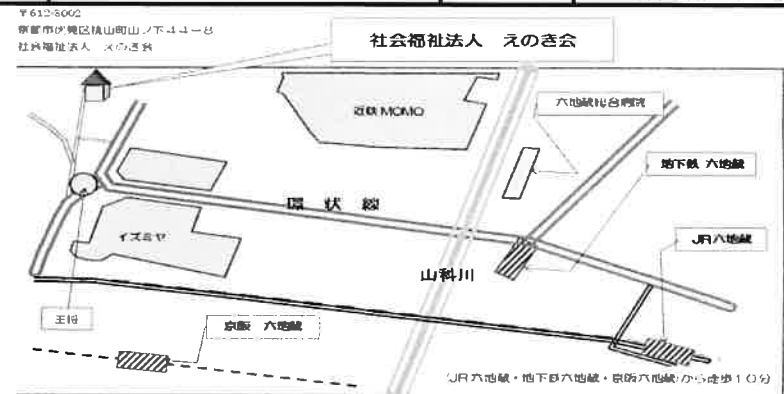 〒612-8002
京都市伏見区桃山町山ノ下44-8
社会福祉法人 えのき会
社会福祉法人 えのき会
近鉄MOMO
六地蔵総合病院
地下鉄 六地蔵
環 状 線
JR六地蔵
イズミヤ
山科川
王将
京阪 六地蔵
(JR六地蔵・地下鉄六地蔵・京阪六地蔵)から徒歩10分